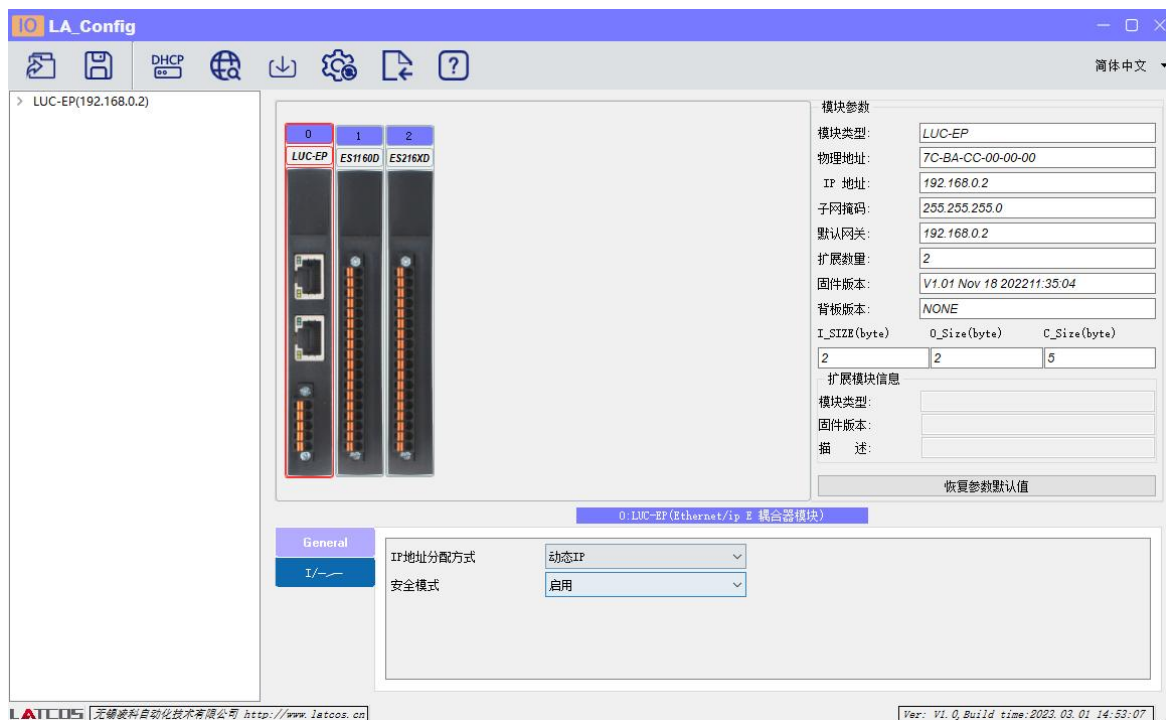 IO LA_Config
DHCP
简体中文
> LUC-EP(192.168.0.2)
0 1 2
LUC-EP ES1160D ES216XD
模块参数
模块类型: LUC-EP
物理地址: 7C-BA-CC-00-00-00
IP 地址: 192.168.0.2
子网掩码: 255.255.255.0
默认网关: 192.168.0.2
扩展数量: 2
固件版本: V1.01 Nov 18 202211:35:04
背板版本: NONE
I_SIZE(byte) O_Size(byte) C_Size(byte)
2 2 5
扩展模块信息
模块类型:
固件版本:
描 述:
恢复参数默认值
0:LUC-EP(Ethernet/ip E 耦合器模块)
General
IP地址分配方式 动态IP
安全模式 启用
LATCOS 无锡凌科自动化技术有限公司 http://www.latcos.cn
Ver: V1.0,Build time:2023.03.01 14:53:07